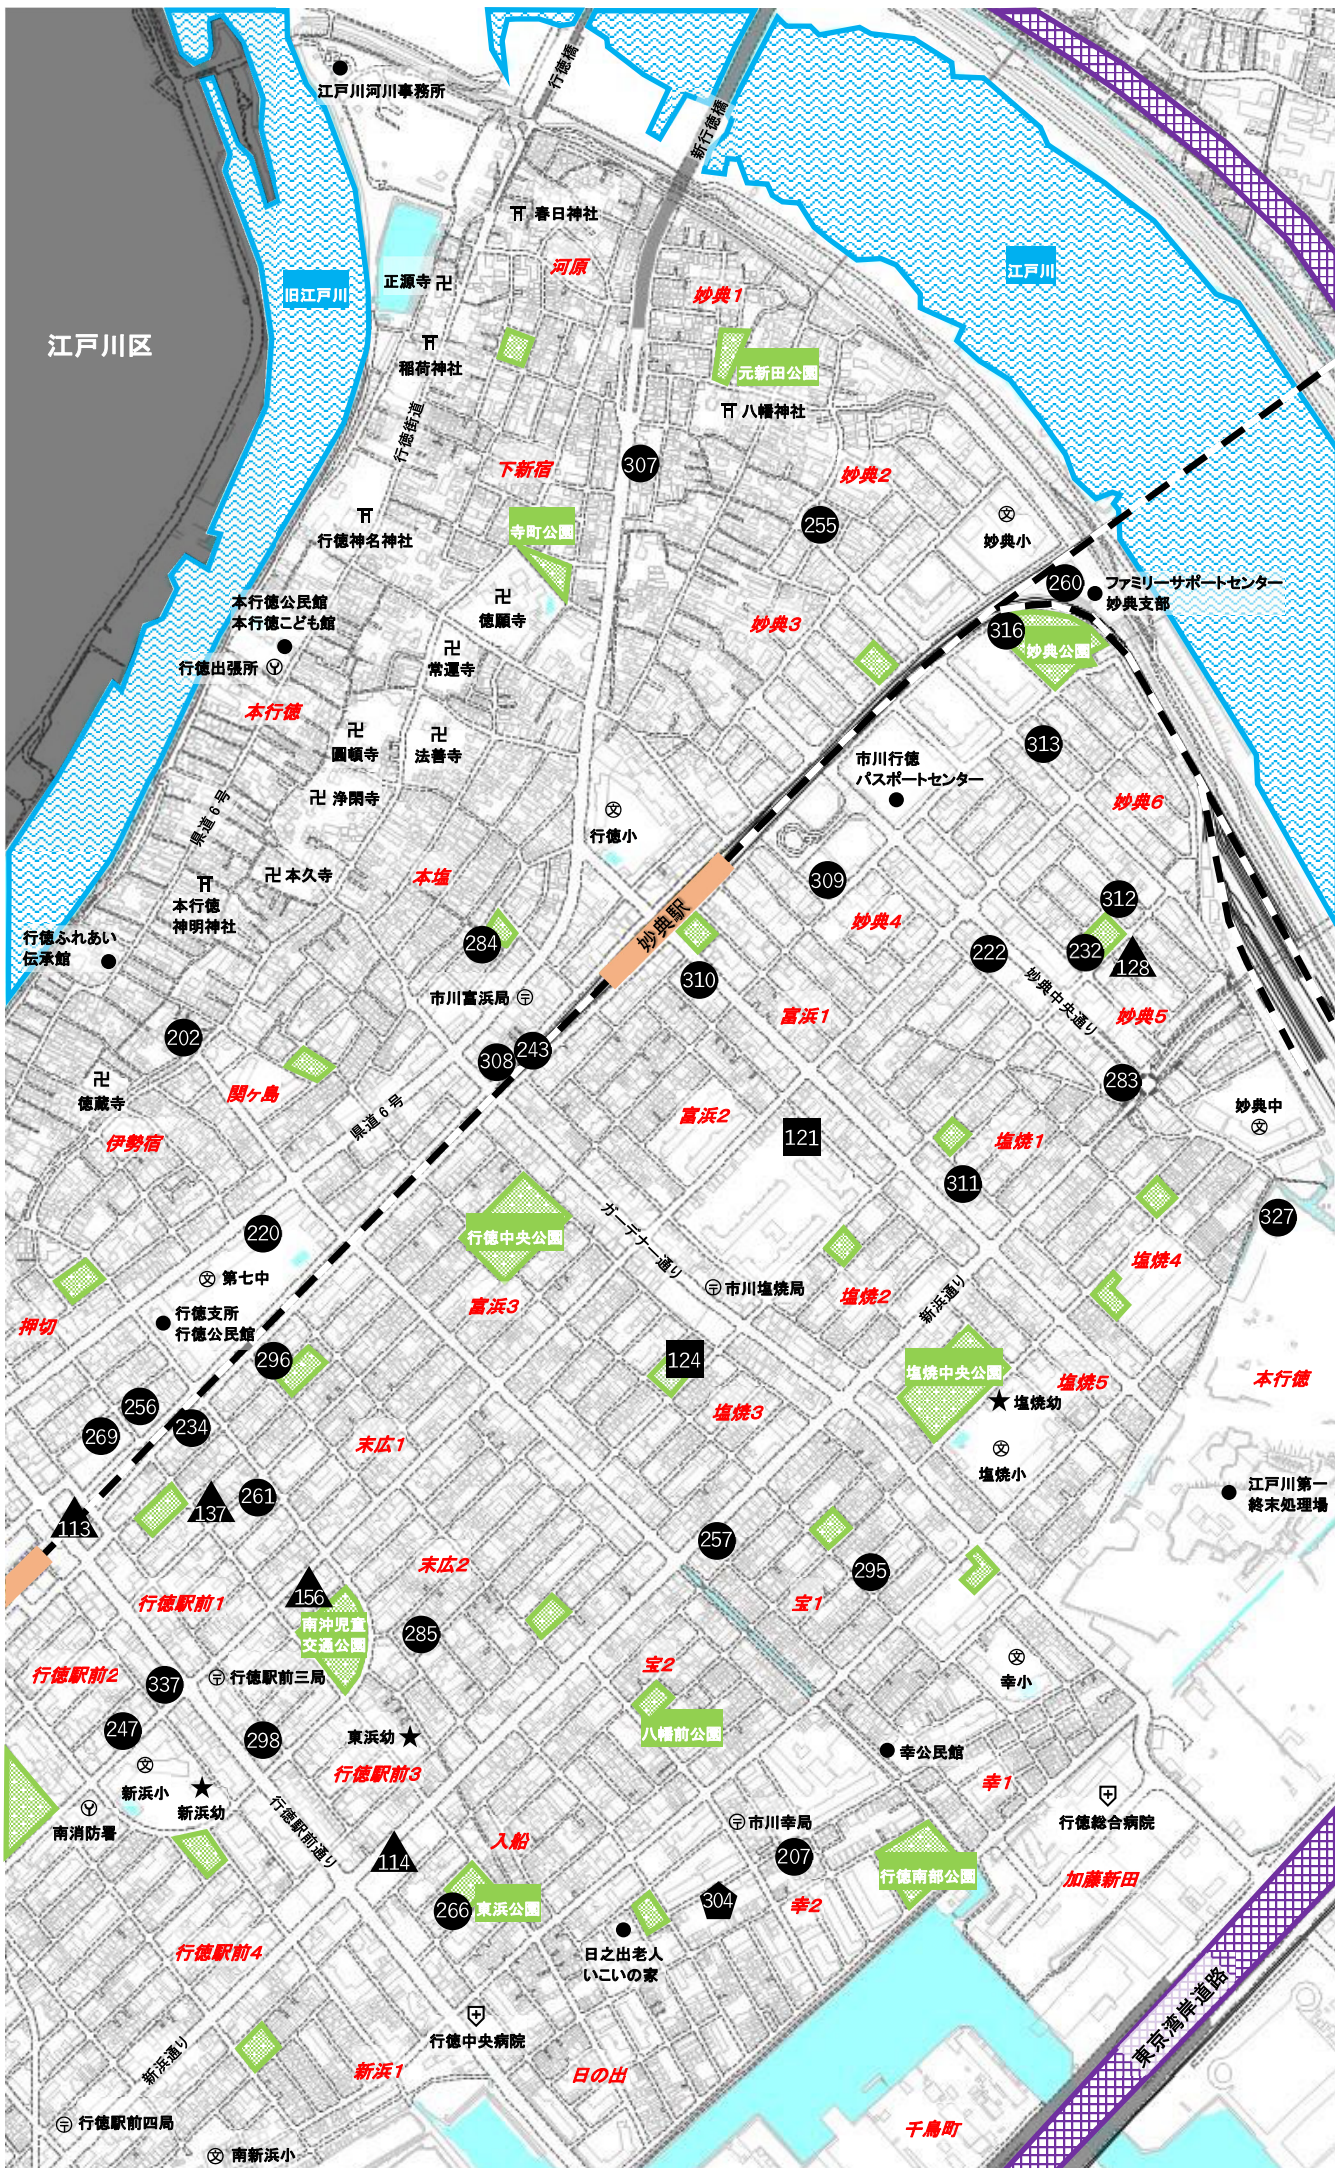 江戸川河川事務所
行徳橋
新行徳橋
春日神社
河原
正源寺
旧江戸川
妙典1
江戸川
江戸川区
稲荷神社
元新田公園
八幡神社
行徳街道
下新宿
307
妙典2
255
行徳神名神社
寺町公園
妙典小
260
ファミリーサポートセンター
妙典支部
本行徳公民館
本行徳こども館
徳願寺
妙典3
316
妙典公園
行徳出張所
常運寺
本行徳
圓頓寺
法善寺
313
市川行徳
パスポートセンター
浄閑寺
県道6号
行徳小
妙典6
本久寺
本塩
309
妙典4
312
本行徳
神明神社
妙典駅
行徳ふれあい
伝承館
284
222
232
128
市川富浜局
310
妙典中央通り
富浜1
妙典5
202
308
243
283
徳蔵寺
関ヶ島
県道6号
富浜2
121
妙典中
伊勢宿
塩焼1
311
327
220
行徳中央公園
ガーデナー通り
塩焼4
第七中
市川塩焼局
塩焼2
新浜通り
押切
行徳支所
行徳公民館
富浜3
296
124
塩焼中央公園
塩焼5
本行徳
256
塩焼3
塩焼幼
269
234
末広1
塩焼小
江戸川第一
終末処理場
113
137
261
257
末広2
295
156
行徳駅前1
宝1
南沖児童
交通公園
285
行徳駅前2
337
行徳駅前三局
宝2
幸小
247
298
東浜幼
八幡前公園
幸公民館
新浜小
新浜幼
行徳駅前3
幸1
南消防署
行徳駅前通り
市川幸局
行徳総合病院
114
入船
207
行徳南部公園
加藤新田
266
東浜公園
304
幸2
行徳駅前4
日之出老人
いこいの家
行徳中央病院
東京湾岸道路
新浜通り
新浜1
日の出
行徳駅前四局
千鳥町
南新浜小